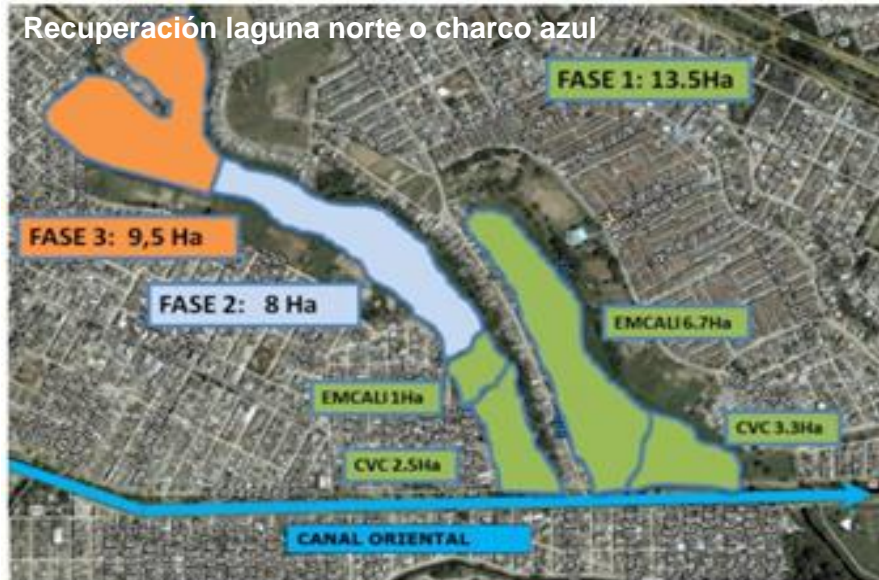 Recuperación laguna norte o charco azul
FASE 1: 13.5Ha
FASE 3: 9,5 Ha
FASE 2: 8 Ha
EMCALI 6.7Ha
EMCALI 1Ha
CVC 3.3Ha
CVC 2.5Ha
CANAL ORIENTAL